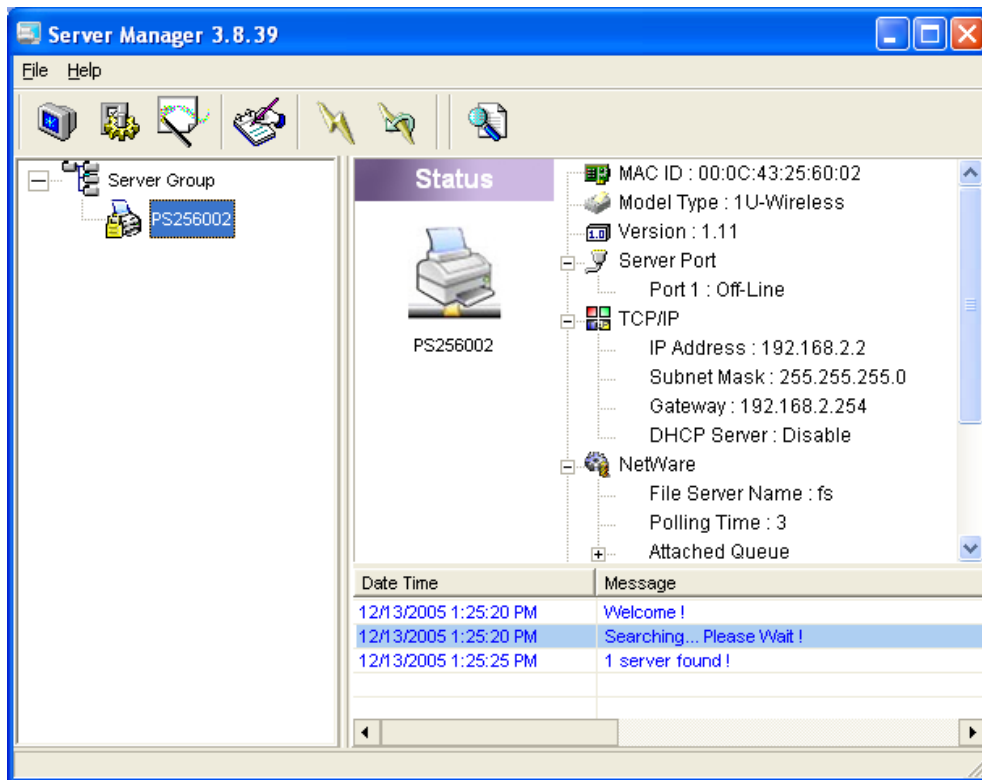 Server Manager 3.8.39
File Help
Server Group
PS256002
Status
PS256002
MAC ID : 00:0C:43:25:60:02
Model Type : 1U-Wireless
1.0 Version : 1.11
Server Port
Port 1 : Off-Line
TCP/IP
IP Address : 192.168.2.2
Subnet Mask : 255.255.255.0
Gateway : 192.168.2.254
DHCP Server : Disable
NetWare
File Server Name : fs
Polling Time : 3
Attached Queue
Date Time Message
12/13/2005 1:25:20 PM Welcome !
12/13/2005 1:25:20 PM Searching... Please Wait !
12/13/2005 1:25:25 PM 1 server found !